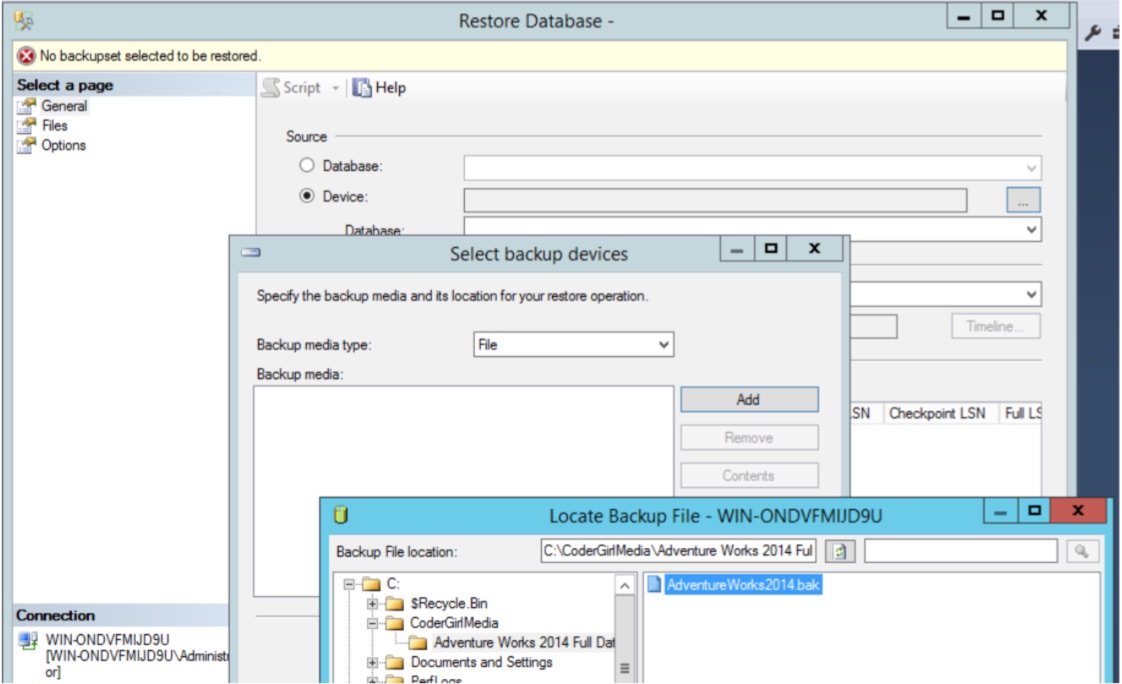 Restore Database -
No backupset selected to be restored.
Select a page
General
Files
Options
Script
Help
Source
Database:
Device:
...
Database:
Timeline...
LSN Checkpoint LSN Full LS
Select backup devices
Specify the backup media and its location for your restore operation.
Backup media type:
File
Backup media:
Add
Remove
Contents
Locate Backup File - WIN-ONDVFMIJD9U
Backup File location:
C:\CoderGirlMedia\Adventure Works 2014 Ful
C:
$Recycle.Bin
CoderGirlMedia
Adventure Works 2014 Full Dat
Documents and Settings
PerfLogs
AdventureWorks2014.bak
Connection
WIN-ONDVFMIJD9U
[WIN-ONDVFMIJD9U\Administ
or]